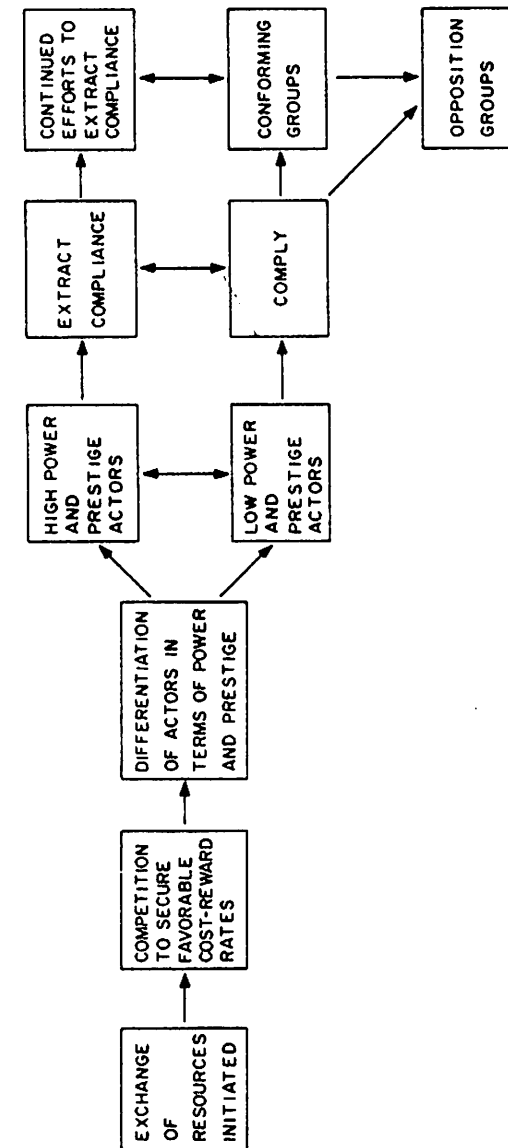 EXCHANGE
OF
RESOURCES
INITIATED
COMPETITION
TO SECURE
FAVORABLE
COST-REWARD
RATES
DIFFERENTIATION
OF ACTORS IN
TERMS OF POWER
AND PRESTIGE
HIGH POWER
AND
PRESTIGE
ACTORS
LOW POWER
AND
PRESTIGE
ACTORS
EXTRACT
COMPLIANCE
COMPLY
CONTINUED
EFFORTS TO
EXTRACT
COMPLIANCE
CONFORMING
GROUPS
OPPOSITION
GROUPS